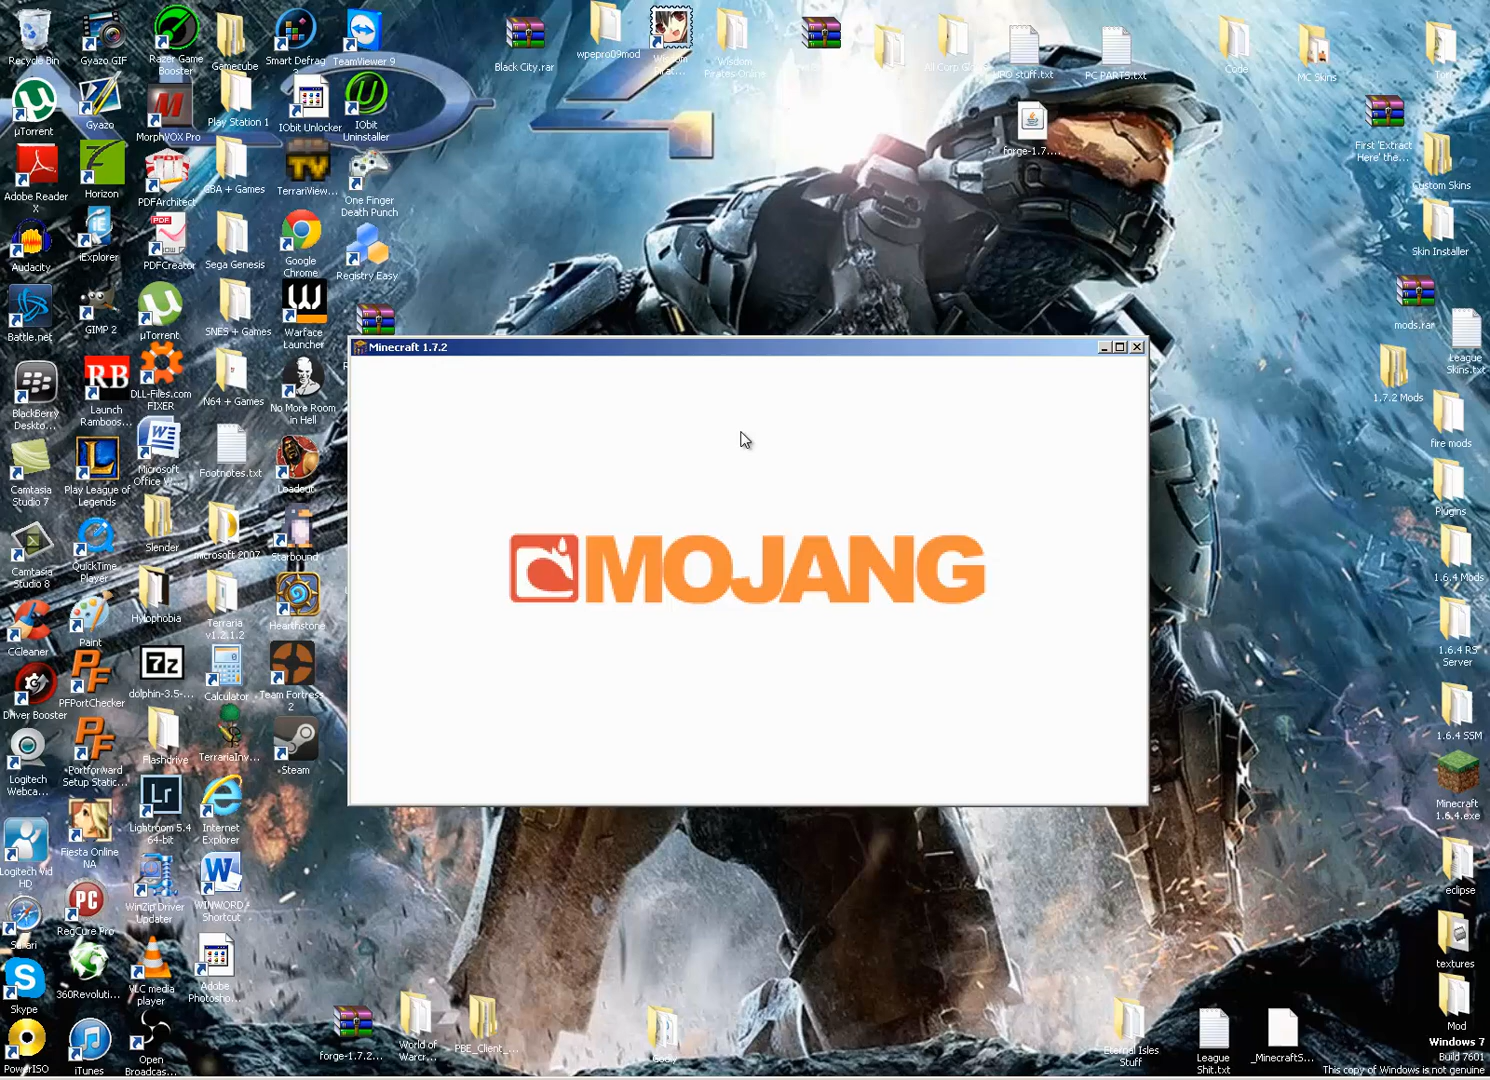 Recycle Bin
Gyazo GIF
Razer Game
Booster
Gamecube
Smart Defrag
TeamViewer 9
Black City.rar
wpepro09mod
PC PARTS.txt
Code
MC Skins
µTorrent
Gyazo
MorphVOX Pro
Play Station 1
IObit Unlocker
IObit
Uninstaller
forge-1.7....
First 'Extract
Here' the...
Adobe Reader
X
Horizon
PDFArchitect
GBA + Games
TerrariView...
One Finger
Death Punch
Custom Skins
Audacity
iExplorer
PDFCreator
Sega Genesis
Google
Chrome
Registry Easy
Skin Installer
Battle.net
GIMP 2
µTorrent
SNES + Games
Warface
Launcher
mods.rar
League
Skins.txt
Minecraft 1.7.2
MOJANG
BlackBerry
Deskto...
Launch
Ramboos...
DLL-Files.com
FIXER
N64 + Games
No More Room
in Hell
1.7.2 Mods
fire mods
Camtasia
Studio 7
Play League of
Legends
Microsoft
Office W...
Footnotes.txt
Loadout
Plugins
Camtasia
Studio 8
QuickTime
Player
Slender
microsoft 2007
Starbound
1.6.4 Mods
CCleaner
Paint
Hylophobia
Terraria
v1.2.1.2
Hearthstone
1.6.4 RS
Server
Driver Booster
PFPortChecker
dolphin-3.5-...
Calculator
Team Fortress
2
1.6.4 SSM
Logitech
Webca...
Portforward
Setup Static...
Flashdrive
TerrariaInv...
Steam
Minecraft
1.6.4.exe
Logitech Vid
HD
Fiesta Online
NA
Lightroom 5.4
64-bit
Internet
Explorer
eclipse
Safari
RegCure Pro
WinZip Driver
Updater
WINWORD -
Shortcut
textures
Skype
360Revoluti...
VLC media
player
Adobe
Photosho...
Mod
PowerISO
iTunes
Open
Broadcas...
forge-1.7.2...
World of
Warcr...
PBE_Client_...
Eternal Isles
Stuff
League
Shit.txt
_MinecraftS...
Windows 7
Build 7601
This copy of Windows is not genuine